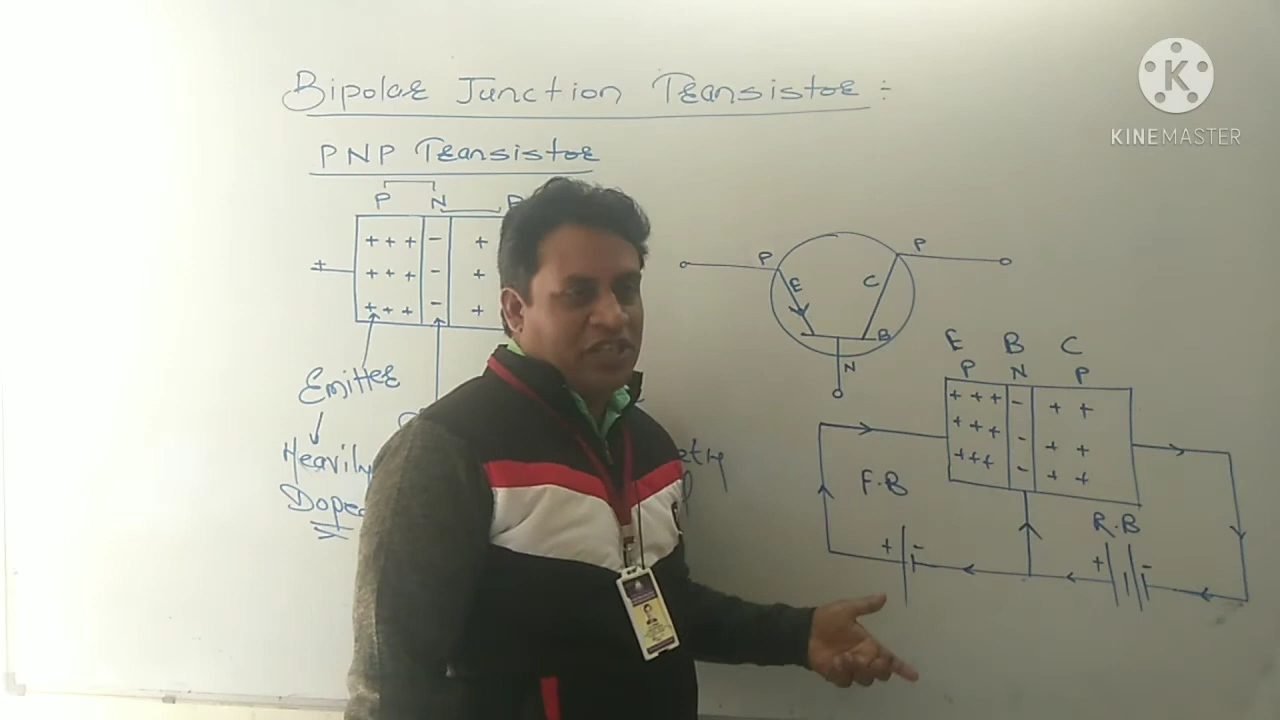 Bipolar Junction Transistor :-
PNP Transistor
P N P
+ + + - +
+
+ + + - +
+ + + - +
Emitter
Heavily
Doped
P P
E C
B
N
E B C
P N P
+ + + - + +
+ + + - + +
+ + + - + +
F.B
R.B
+ -
+ -
K
KINEMASTER